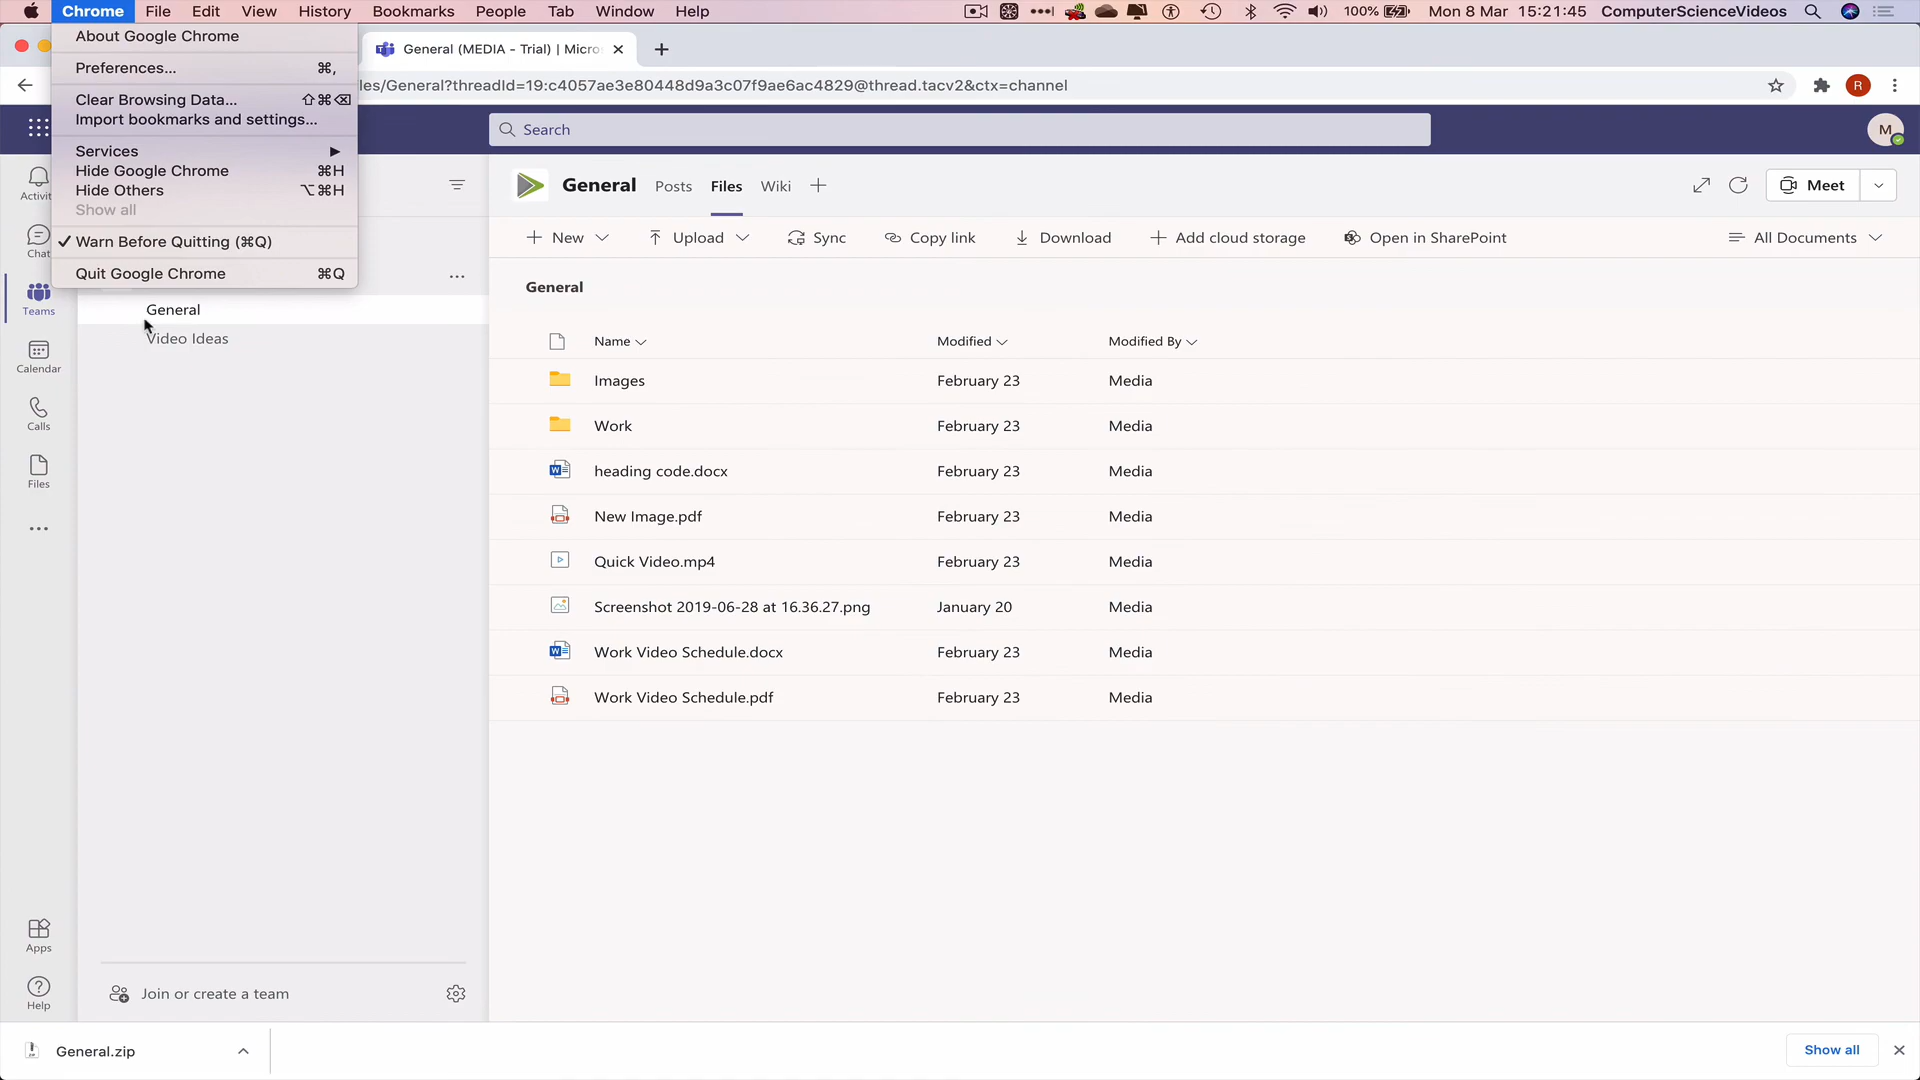 Chrome File Edit View History Bookmarks People Tab Window Help 100% Mon 8 Mar 15:21:45 ComputerScienceVideos
About Google Chrome
Preferences... ⌘,
Clear Browsing Data... ⇧⌘⌫
Import bookmarks and settings...
Services ▶
Hide Google Chrome ⌘H
Hide Others ⌥⌘H
Show all
✓ Warn Before Quitting (⌘Q)
Quit Google Chrome ⌘Q
General (MEDIA - Trial) | Micro
les/General?threadId=19:c4057ae3e80448d9a3c07f9ae6ac4829@thread.tacv2&ctx=channel
R
Search
M
Activit
Chat
Teams
Calendar
Calls
Files
Apps
Help
General
Video Ideas
Join or create a team
General Posts Files Wiki
Meet
New Upload Sync Copy link Download Add cloud storage Open in SharePoint All Documents
General
Name Modified Modified By
Images February 23 Media
Work February 23 Media
heading code.docx February 23 Media
New Image.pdf February 23 Media
Quick Video.mp4 February 23 Media
Screenshot 2019-06-28 at 16.36.27.png January 20 Media
Work Video Schedule.docx February 23 Media
Work Video Schedule.pdf February 23 Media
General.zip
Show all